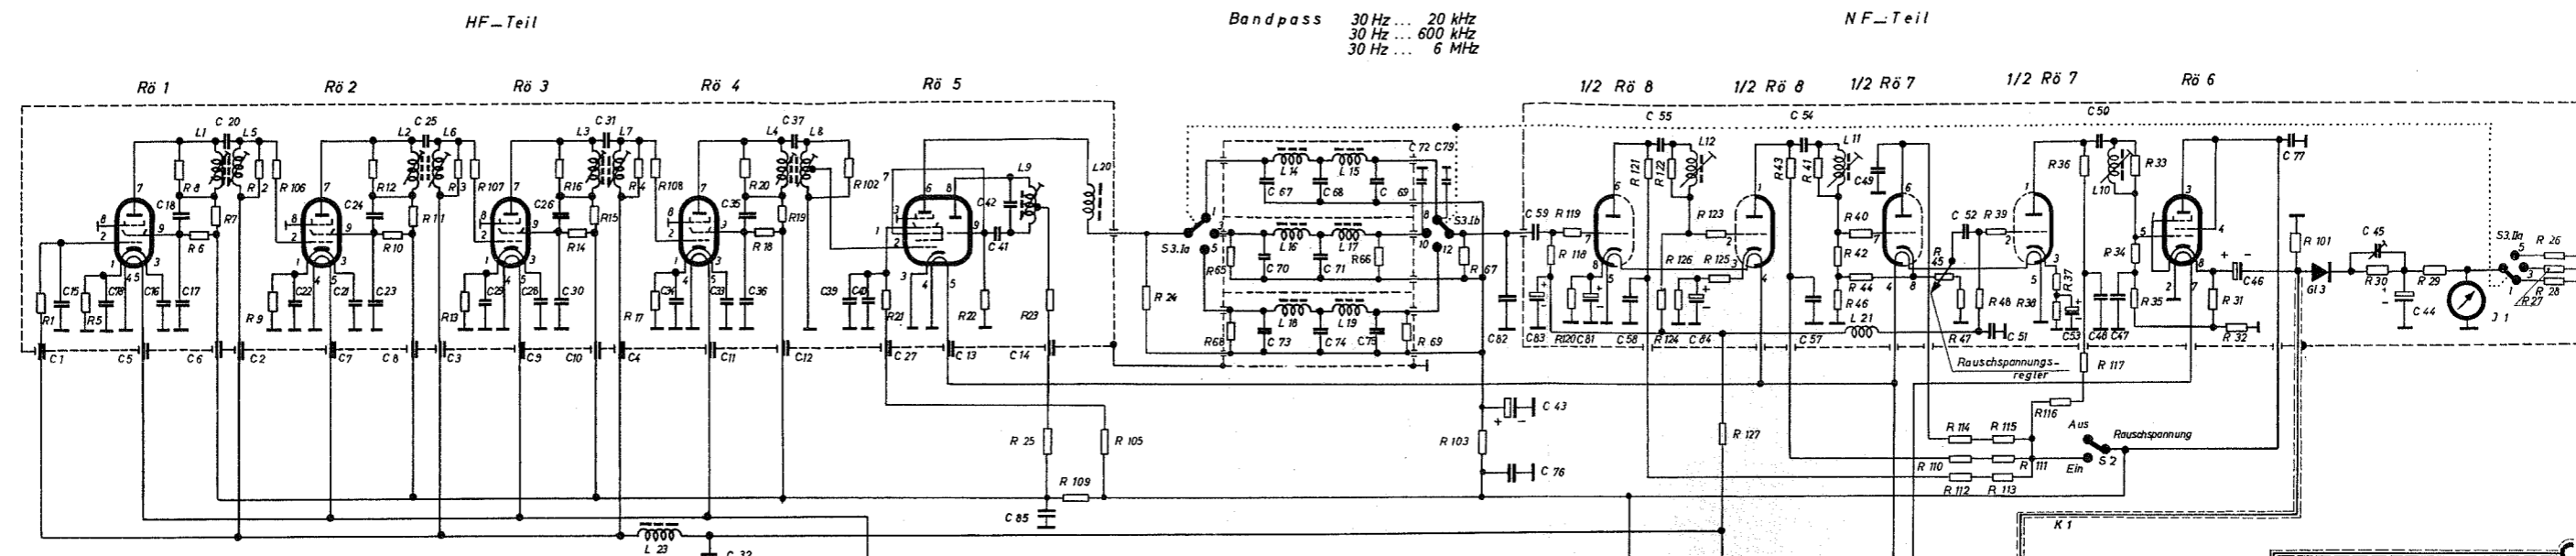 HF-Teil
Bandpass 30 Hz... 20 kHz
30 Hz ... 600 kHz
30 Hz ... 6 MHz
NF-Teil
Rö 1 Rö 2 Rö 3 Rö 4 Rö 5 1/2 Rö 8 1/2 Rö 8 1/2 Rö 7 1/2 Rö 7 Rö 6
C 20 C 25 C 31 C 37 C 55 C 54 C 50
L1 L5 L2 L6 L3 L7 L4 L8 L9 L20 L12 L11 L10
C 72 C 79 C 77
R 8 R 2 R 106 R 12 R 3 R 107 R 16 R 4 R 108 R 20 R 102 C 42 R 121 R 122 R 43 R 41 C 49 R 36 R 33
L 14 L 15
C 67 C 68 C 69
C 18 R 7 C 24 R 11 C 26 R 15 C 35 R 19
R 6 R 10 R 14 R 18 C 41
S3.Ia S3.Ib C 59 R 119 R 123 R 40 R 45 C 52 R 39
L 16 L 17
R 65 C 70 C 71 R 66 R 67
R 118 R 126 R 125 R 42 R 44 R 34 C 46 R 101 C 45 S3.IIa R 26
C 15 C 16 C 17 C 22 C 21 C 23 C 29 C 28 C 30 C 34 C 33 C 36 C 39 C 40
R1 R 5 R 9 R 13 R 17 R 21 R 22 R 23 R 24
L 18 L 19
R 68 C 73 C 74 C 75 R 69
C 82 C 83 R 120 C 81 C 58 R 124 C 84 C 57 R 46 L 21 R 47 R 48 R 38 R 37 C 51 C 53 C 48 C 47 R 35 R 31 R 32
Gl 3 R 30 R 29 C 44 J 1 R 27 R 28
C 1 C 5 C 6 C 2 C 7 C 8 C 3 C 9 C 10 C 4 C 11 C 12 C 27 C 13 C 14
Rauschspannungs-
regler
R 117
R 116
C 43
R 25 R 105 R 103 R 127 R 114 R 115 Aus Rauschspannung
R 110 R 111 Ein S 2
C 76
R 109 R 112 R 113
C 85
K 1
L 23 C 32